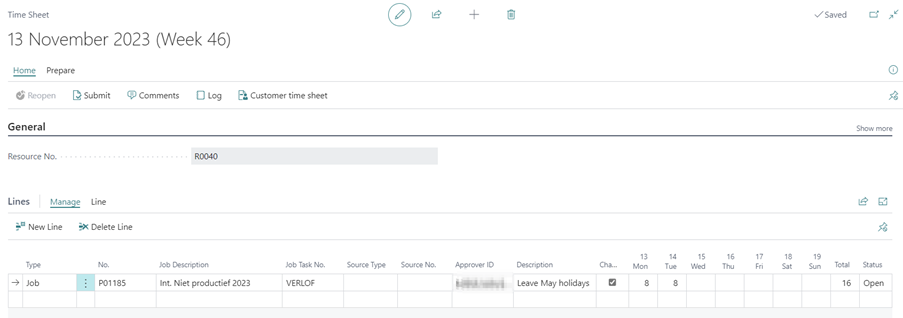 Time Sheet
Saved
13 November 2023 (Week 46)
Home Prepare
Reopen Submit Comments Log Customer time sheet
General Show more
Resource No. R0040
Lines Manage Line
New Line Delete Line
13 14 15 16 17 18 19
Type No. Job Description Job Task No. Source Type Source No. Approver ID Description Cha... Mon Tue Wed Thu Fri Sat Sun Total Status
Job P01185 Int. Niet productief 2023 VERLOF Leave May holidays 8 8 16 Open